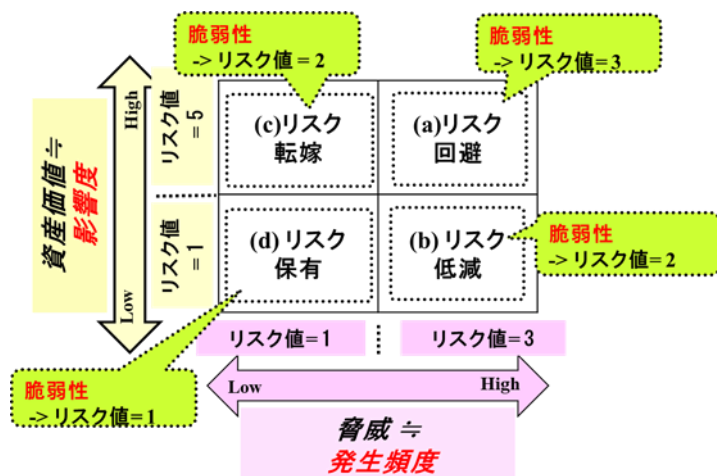 脆弱性
-> リスク値 = 2
脆弱性
-> リスク値=3
資産価値≒
影響度
High
Low
リスク値
= 5
リスク値
= 1
(c)リスク
転嫁
(a)リスク
回避
(d) リスク
保有
(b) リスク
低減
脆弱性
-> リスク値=2
脆弱性
-> リスク値=1
リスク値=1
リスク値=3
Low
High
脅威 ≒
発生頻度